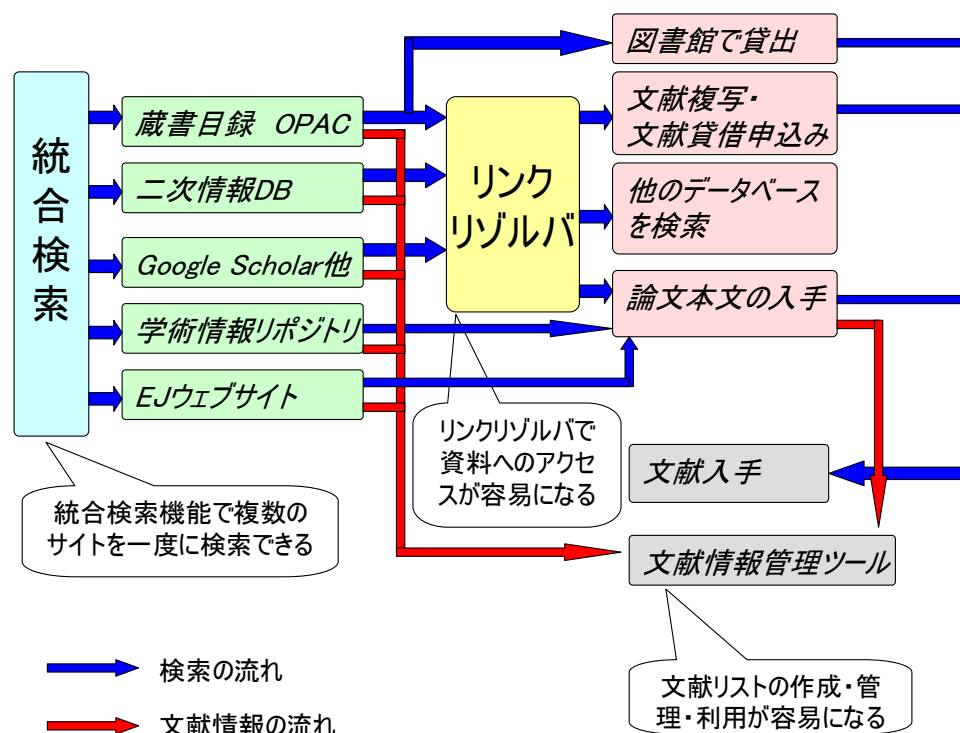 統合検索
蔵書目録　OPAC
二次情報DB
Google Scholar他
学術情報リポジトリ
EJウェブサイト
リンク
リゾルバ
図書館で貸出
文献複写・
文献貸借申込み
他のデータベース
を検索
論文本文の入手
文献入手
文献情報管理ツール
統合検索機能で複数の
サイトを一度に検索できる
リンクリゾルバで
資料へのアクセ
スが容易になる
文献リストの作成・管
理・利用が容易になる
検索の流れ
文献情報の流れ